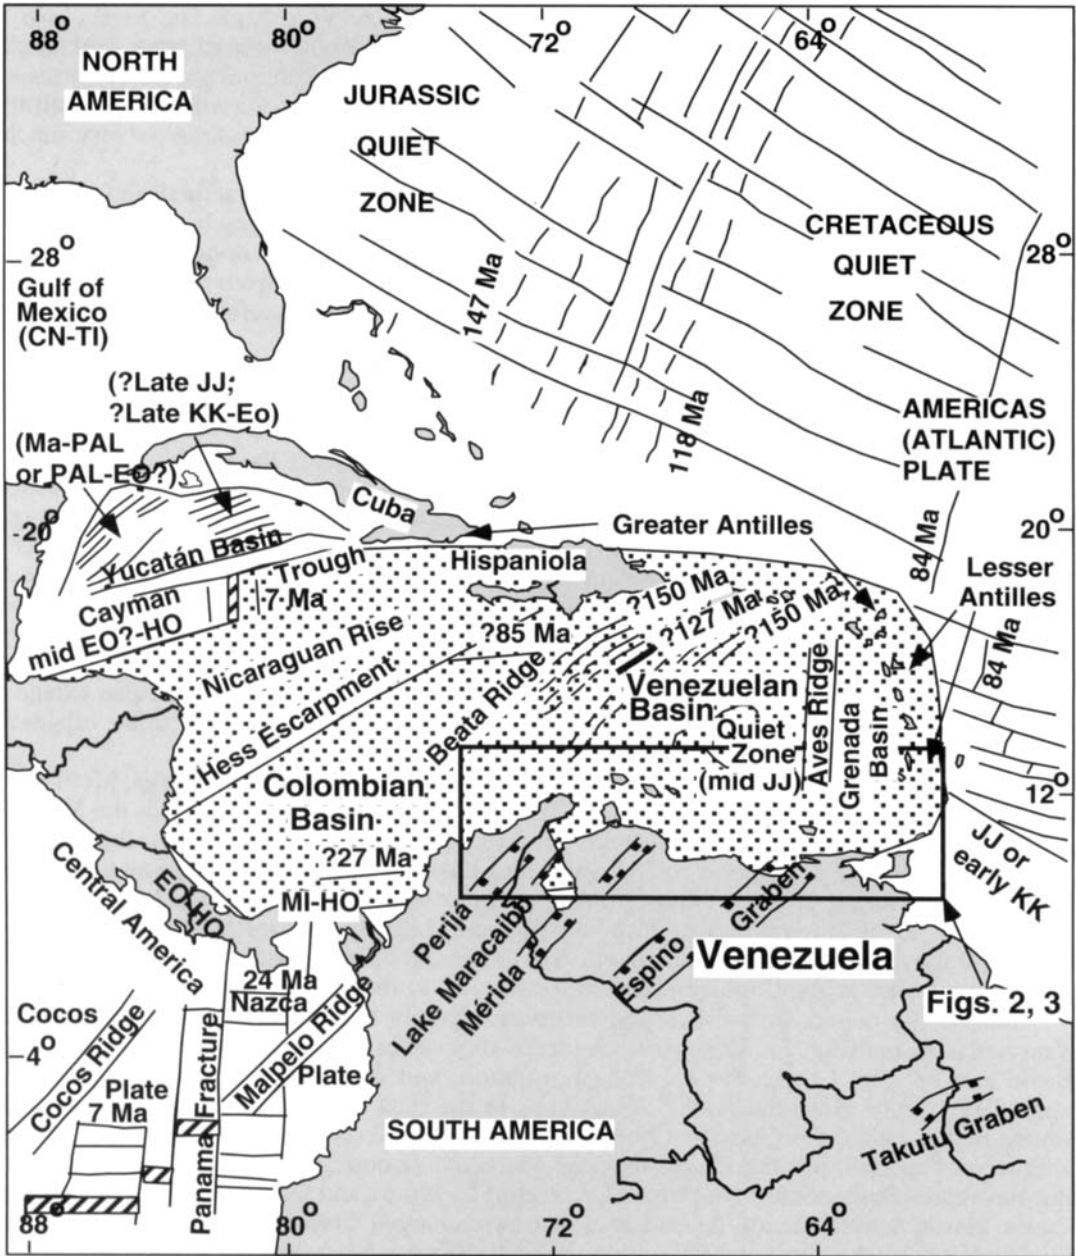 88°
80°
72°
64°
NORTH
AMERICA
JURASSIC
QUIET
ZONE
CRETACEOUS
QUIET
ZONE
28°
28°
Gulf of
Mexico
(CN-TI)
147 Ma
118 Ma
(?Late JJ;
?Late KK-Eo)
(Ma-PAL
or PAL-EO?)
AMERICAS
(ATLANTIC)
PLATE
Cuba
Greater Antilles
-20°
20°
84 Ma
Yucatán Basin
Trough
Hispaniola
Lesser
Antilles
Cayman
mid EO?-HO
7 Ma
?150 Ma
?127 Ma
?150 Ma
Nicaraguan Rise
?85 Ma
84 Ma
Hess Escarpment
Beata Ridge
Venezuelan
Basin
Quiet
Zone
(mid JJ)
Aves Ridge
Grenada
Basin
Colombian
Basin
12°
?27 Ma
JJ or
early KK
MI-HO
EO-HO
Central America
Perija
Lake Maracaibo
Mérida
Espino
Graben
Venezuela
24 Ma
Nazca
Figs. 2, 3
Cocos
Cocos Ridge
4°
Malpelo Ridge
Plate
Plate
7 Ma
Panama Fracture
SOUTH AMERICA
Takutu Graben
88°
80°
72°
64°